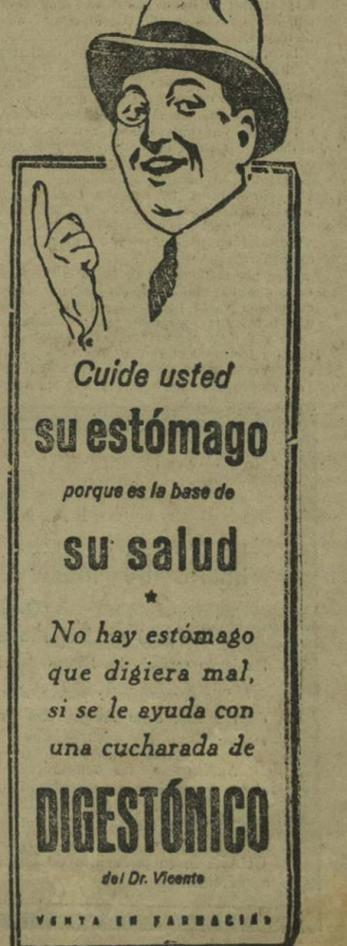 Cuide usted
su estómago
porque es la base de
su salud
No hay estómago
que digiera mal,
si se le ayuda con
una cucharada de
DIGESTÓNICO
del Dr. Vicente
VENTA EN FARMACIAS